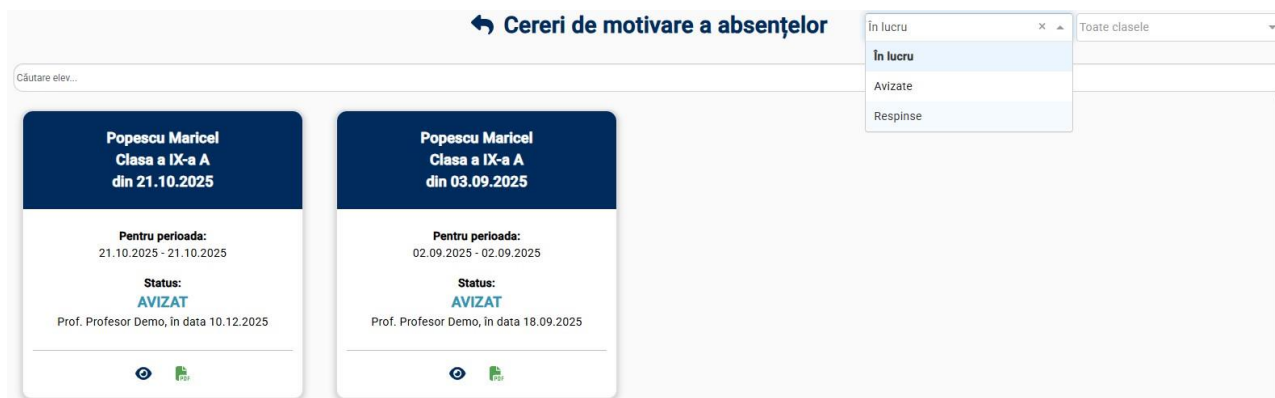 Cereri de motivare a absențelor
În lucru
Toate clasele
În lucru
Avizate
Respinse
Căutare elev...
Popescu Maricel
Clasa a IX-a A
din 21.10.2025
Pentru perioada:
21.10.2025 - 21.10.2025
Status:
AVIZAT
Prof. Profesor Demo, în data 10.12.2025
PDF
Popescu Maricel
Clasa a IX-a A
din 03.09.2025
Pentru perioada:
02.09.2025 - 02.09.2025
Status:
AVIZAT
Prof. Profesor Demo, în data 18.09.2025
PDF